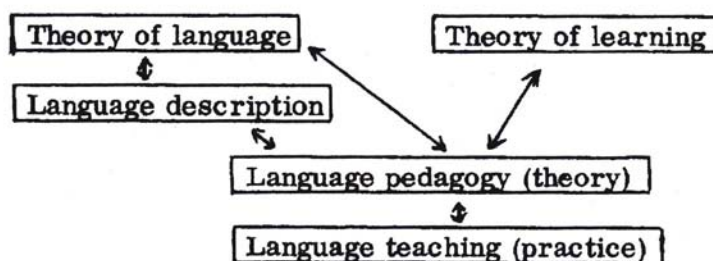 Theory of language
Theory of learning
Language description
Language pedagogy (theory)
Language teaching (practice)